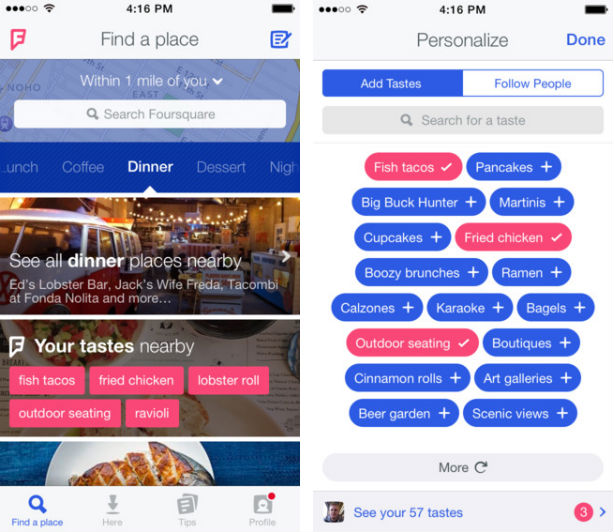 4:16 PM
Find a place
NOHO
EAST
Within 1 mile of you
Search Foursquare
..unch Coffee Dinner Dessert Nigh
See all dinner places nearby
Ed's Lobster Bar, Jack's Wife Freda, Tacombi
at Fonda Nolita and more...
Your tastes nearby
fish tacos fried chicken lobster roll
outdoor seating ravioli
Find a place Here Tips Profile
4:16 PM
Personalize Done
Add Tastes Follow People
Search for a taste
Fish tacos Pancakes
Big Buck Hunter Martinis
Cupcakes Fried chicken
Boozy brunches Ramen
Calzones Karaoke Bagels
Outdoor seating Boutiques
Cinnamon rolls Art galleries
Beer garden Scenic views
More
See your 57 tastes 3